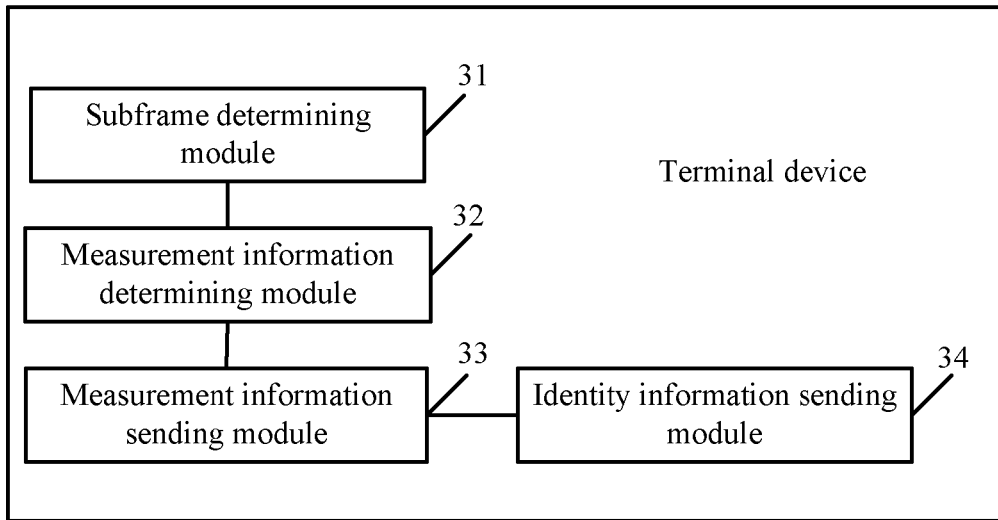 31
Subframe determining
module
Terminal device
32
Measurement information
determining module
33
Measurement information
sending module
34
Identity information sending
module